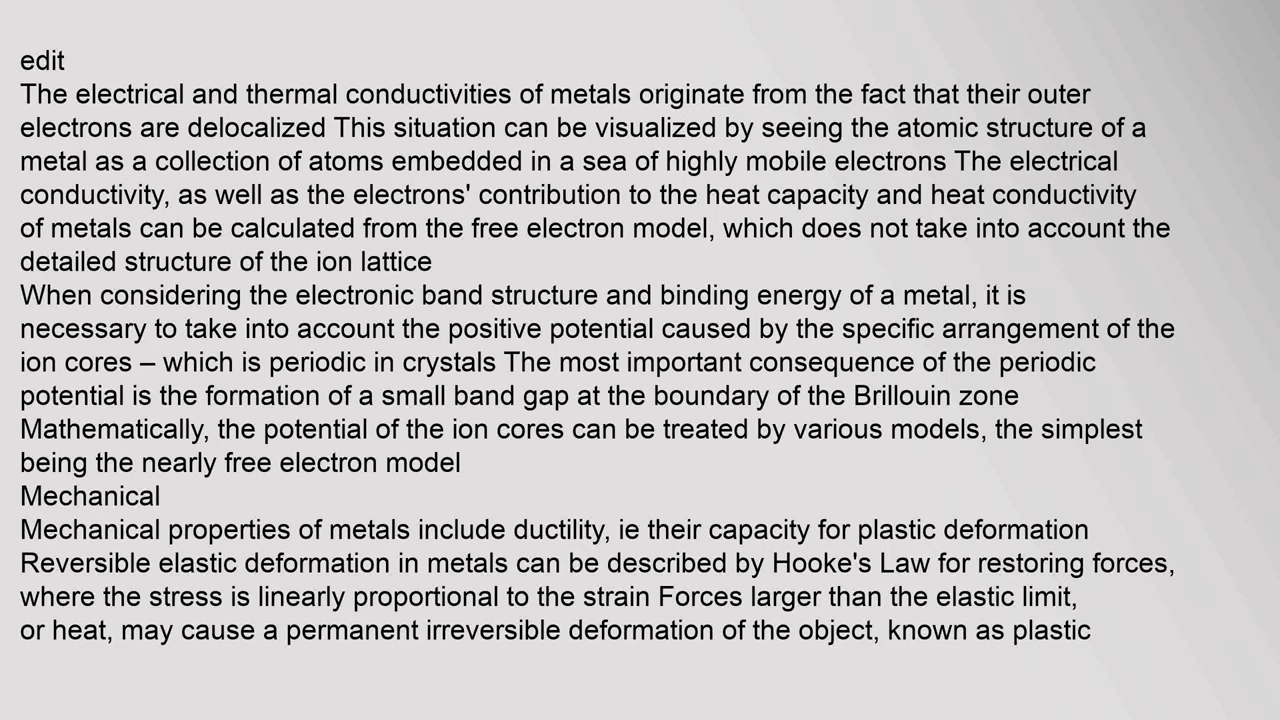 edit
The electrical and thermal conductivities of metals originate from the fact that their outer
electrons are delocalized This situation can be visualized by seeing the atomic structure of a
metal as a collection of atoms embedded in a sea of highly mobile electrons The electrical
conductivity, as well as the electrons' contribution to the heat capacity and heat conductivity
of metals can be calculated from the free electron model, which does not take into account the
detailed structure of the ion lattice
When considering the electronic band structure and binding energy of a metal, it is
necessary to take into account the positive potential caused by the specific arrangement of the
ion cores – which is periodic in crystals The most important consequence of the periodic
potential is the formation of a small band gap at the boundary of the Brillouin zone
Mathematically, the potential of the ion cores can be treated by various models, the simplest
being the nearly free electron model
Mechanical
Mechanical properties of metals include ductility, ie their capacity for plastic deformation
Reversible elastic deformation in metals can be described by Hooke's Law for restoring forces,
where the stress is linearly proportional to the strain Forces larger than the elastic limit,
or heat, may cause a permanent irreversible deformation of the object, known as plastic